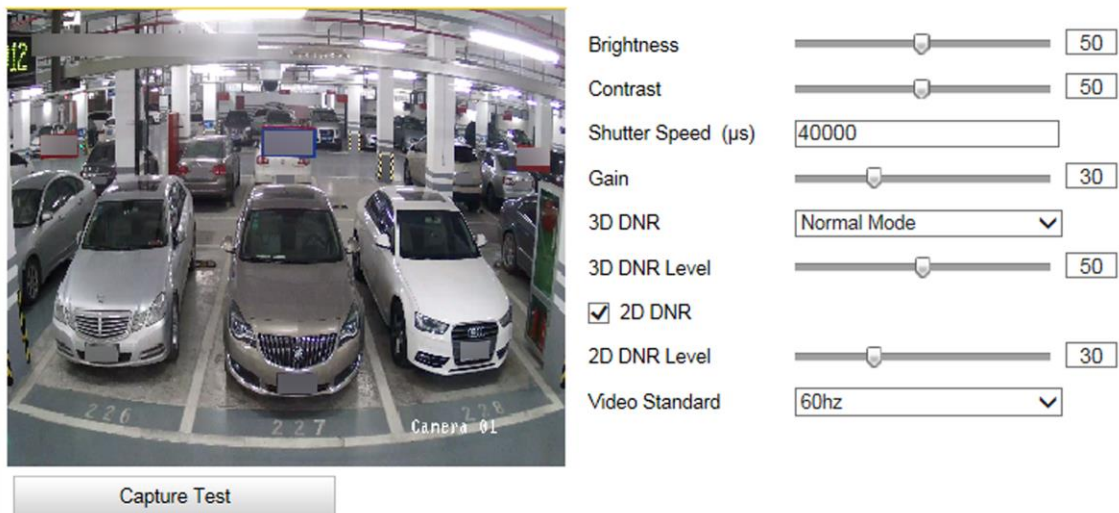 12
226
227
228
Camera 01
Capture Test
Brightness
50
Contrast
50
Shutter Speed (μs)
40000
Gain
30
3D DNR
Normal Mode
3D DNR Level
50
2D DNR
2D DNR Level
30
Video Standard
60hz